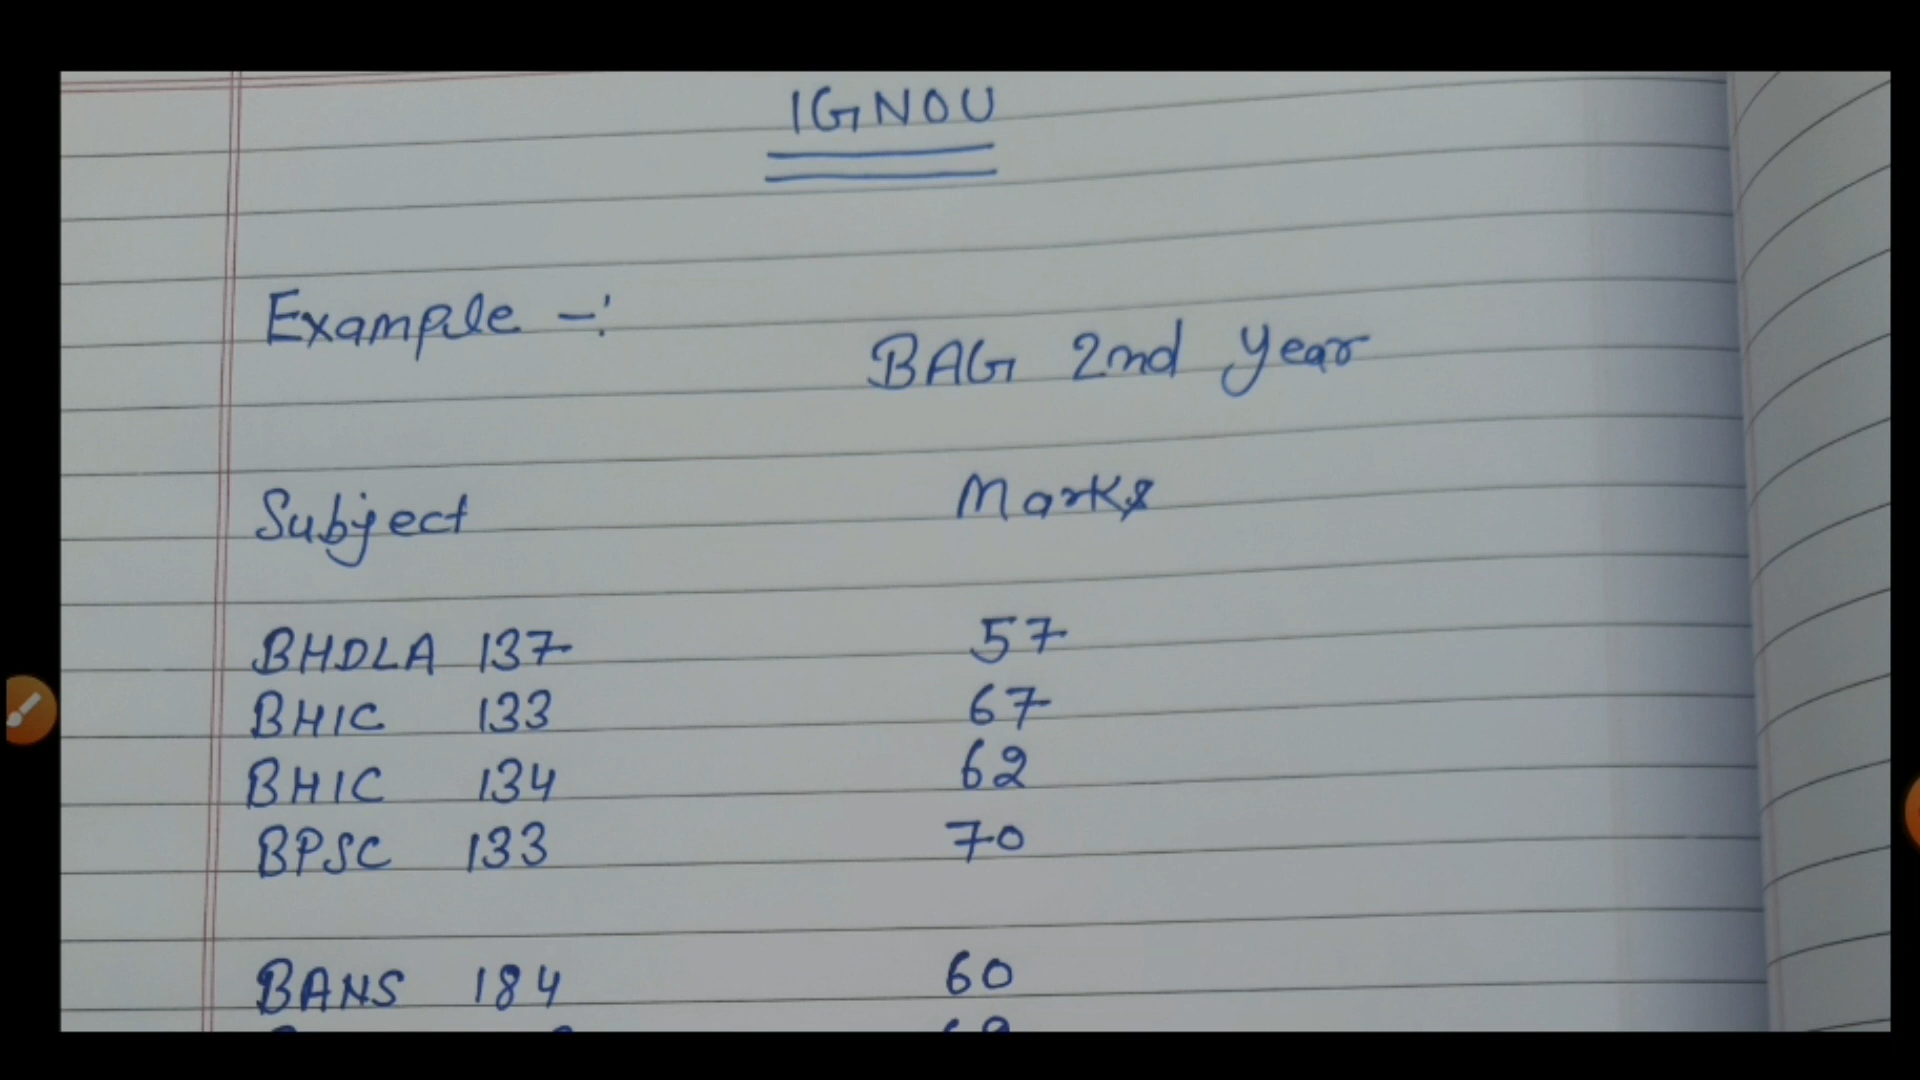 IGNOU
Example -:
BAG 2nd Year
Subject Marks
BHDLA 137 57
BHIC 133 67
BHIC 134 62
BPSC 133 70
BANS 184 60